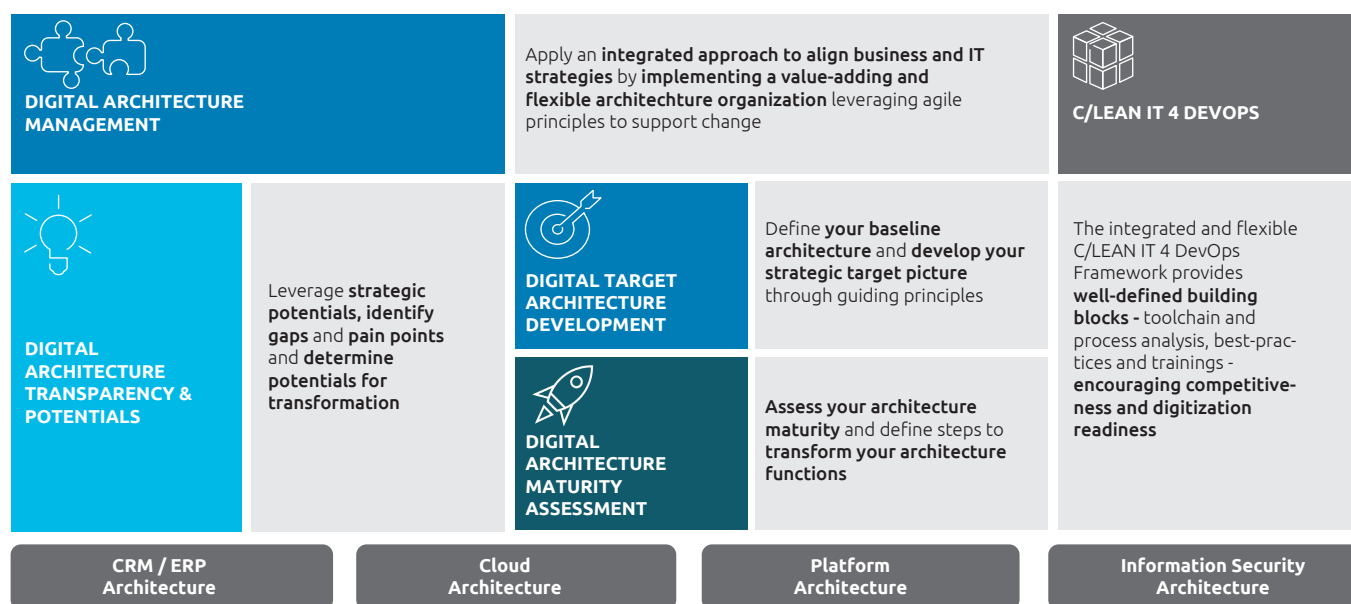 DIGITAL ARCHITECTURE
MANAGEMENT
Apply an integrated approach to align business and IT
strategies by implementing a value-adding and
flexible architechture organization leveraging agile
principles to support change
C/LEAN IT 4 DEVOPS
DIGITAL
ARCHITECTURE
TRANSPARENCY &
POTENTIALS
Leverage strategic
potentials, identify
gaps and pain points
and determine
potentials for
transformation
DIGITAL TARGET
ARCHITECTURE
DEVELOPMENT
Define your baseline
architecture and develop your
strategic target picture
through guiding principles
DIGITAL
ARCHITECTURE
MATURITY
ASSESSMENT
Assess your architecture
maturity and define steps to
transform your architecture
functions
The integrated and flexible
C/LEAN IT 4 DevOps
Framework provides
well-defined building
blocks - toolchain and
process analysis, best-prac-
tices and trainings -
encouraging competitive-
ness and digitization
readiness
CRM / ERP
Architecture
Cloud
Architecture
Platform
Architecture
Information Security
Architecture